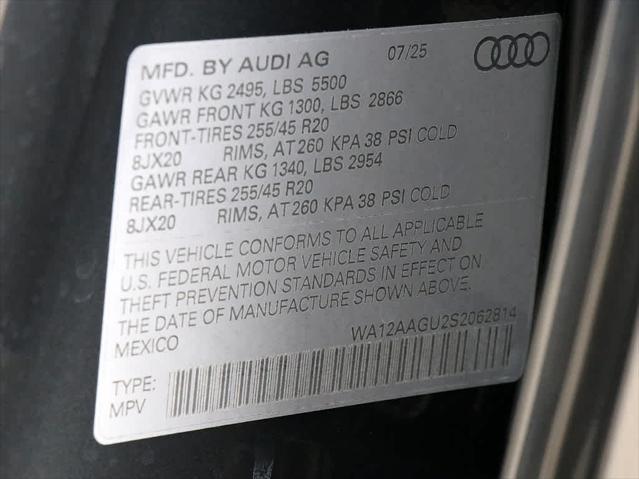 MFD. BY AUDI AG 07/25
GVWR KG 2495, LBS 5500
GAWR FRONT KG 1300, LBS 2866
FRONT-TIRES 255/45 R20
8JX20 RIMS, AT 260 KPA 38 PSI COLD
GAWR REAR KG 1340, LBS 2954
REAR-TIRES 255/45 R20
8JX20 RIMS, AT 260 KPA 38 PSI COLD
THIS VEHICLE CONFORMS TO ALL APPLICABLE
U.S. FEDERAL MOTOR VEHICLE SAFETY AND
THEFT PREVENTION STANDARDS IN EFFECT ON
THE DATE OF MANUFACTURE SHOWN ABOVE.
MEXICO WA12AAGU2S2062814
TYPE:
MPV